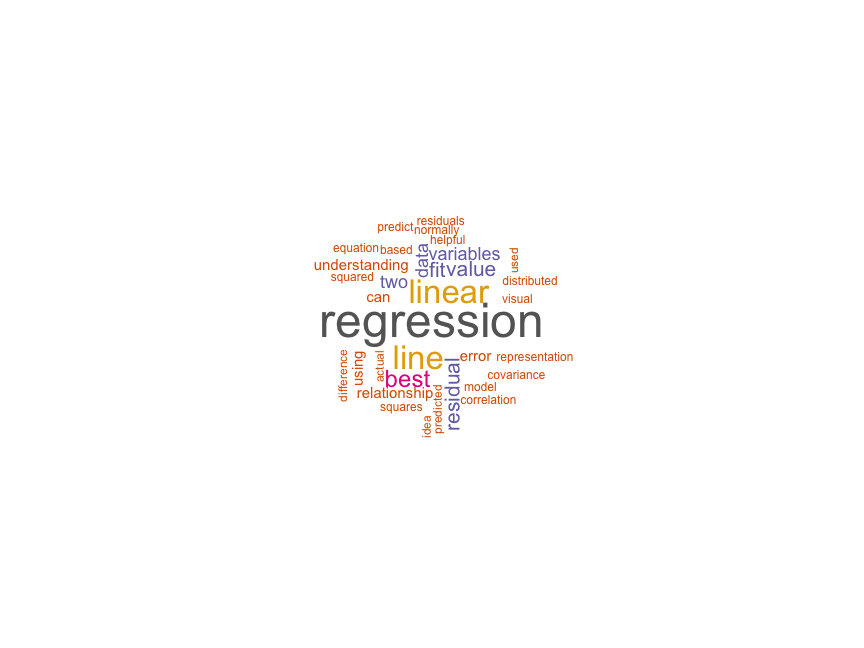 residuals
predict
normally
helpful
equation
based
data
variables
used
understanding
fit
value
squared
two
distributed
can
linear
visual
regression
difference
using
actual
line
error
representation
best
residual
covariance
relationship
model
squares
predicted
correlation
idea